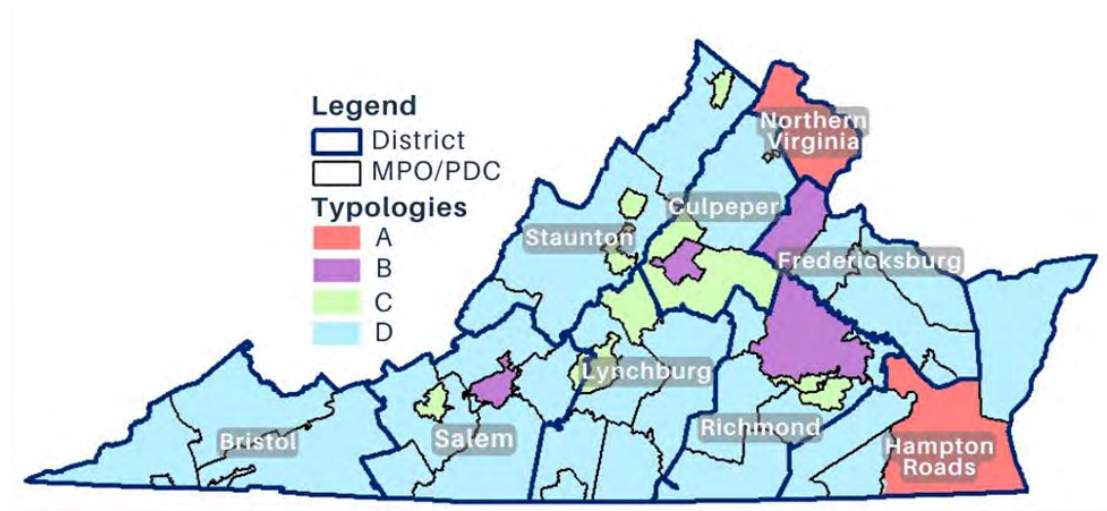 Legend
District
MPO/PDC
Typologies
A
B
C
D
Northern
Virginia
Culpeper
Staunton
Fredericksburg
Lynchburg
Richmond
Salem
Bristol
Hampton
Roads